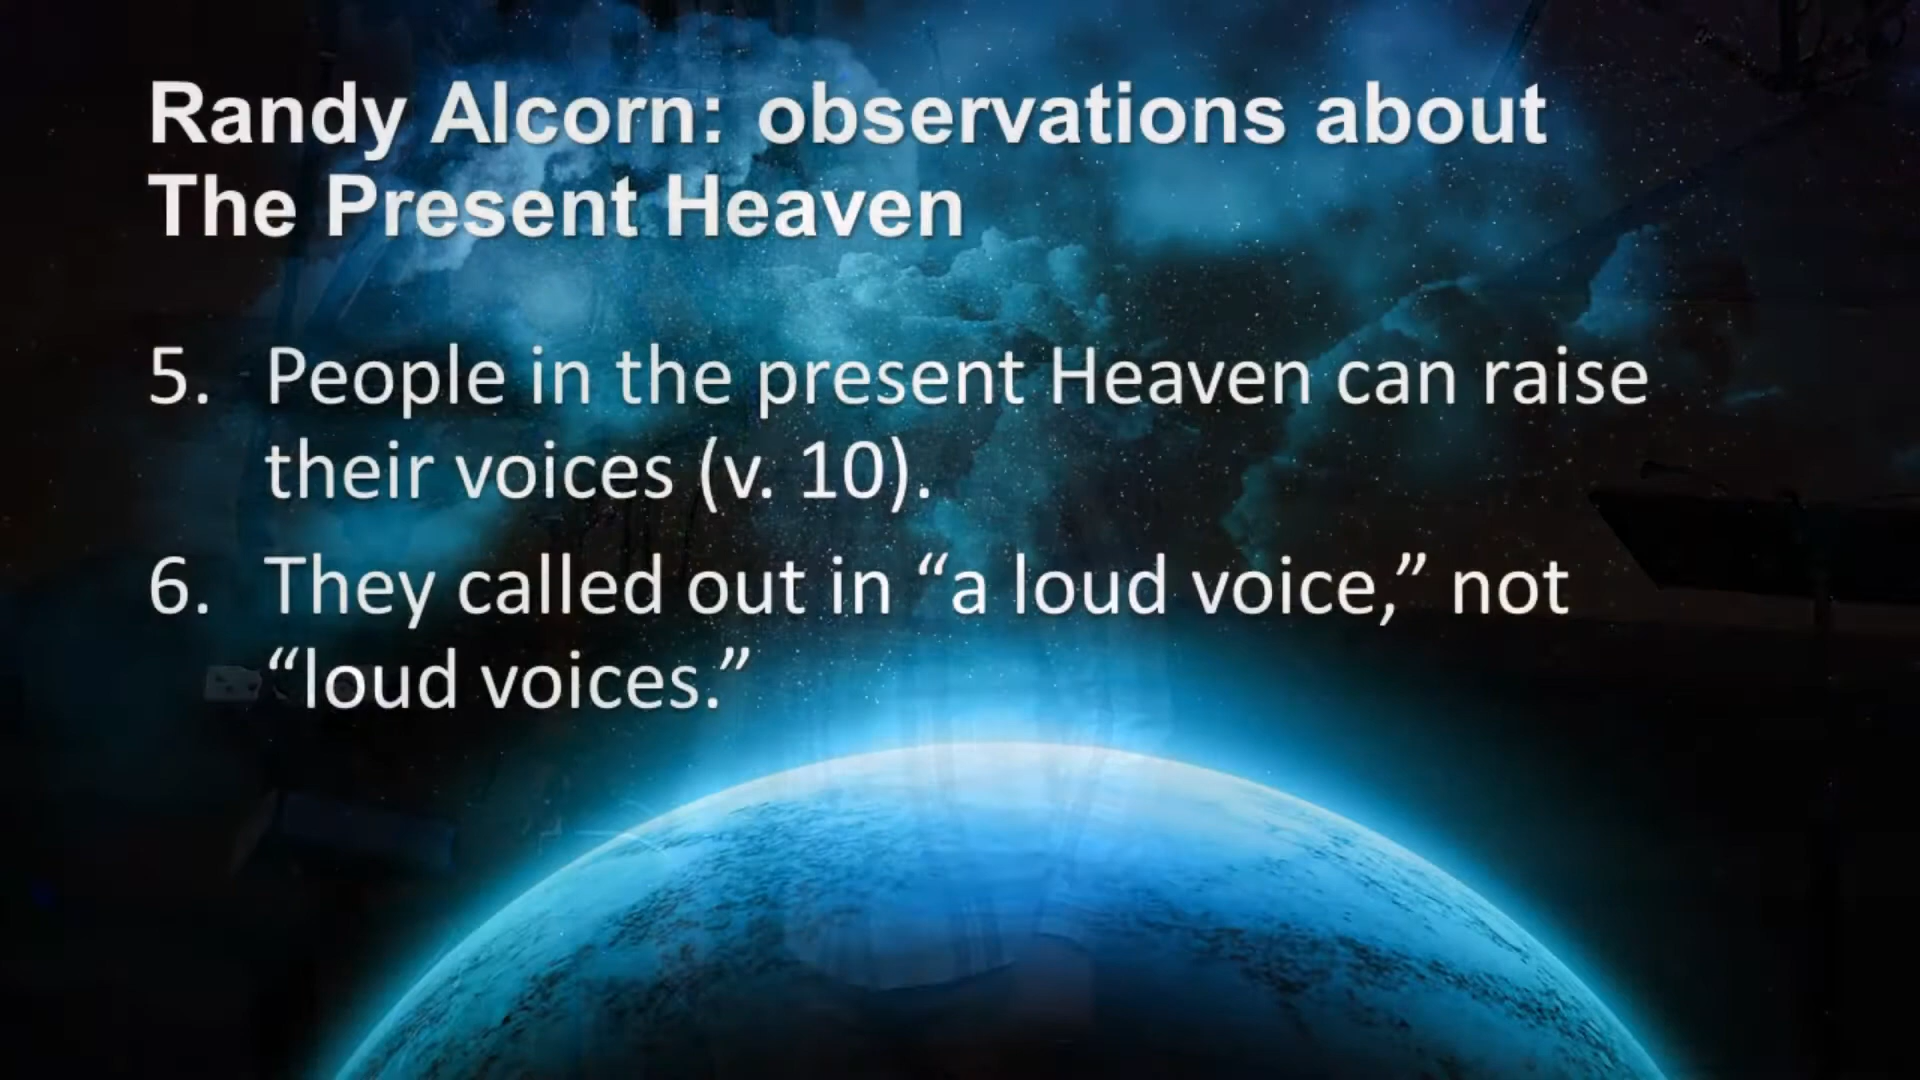 Randy Alcorn: observations about
The Present Heaven
5. People in the present Heaven can raise
their voices (v. 10).
6. They called out in “a loud voice,” not
“loud voices.”